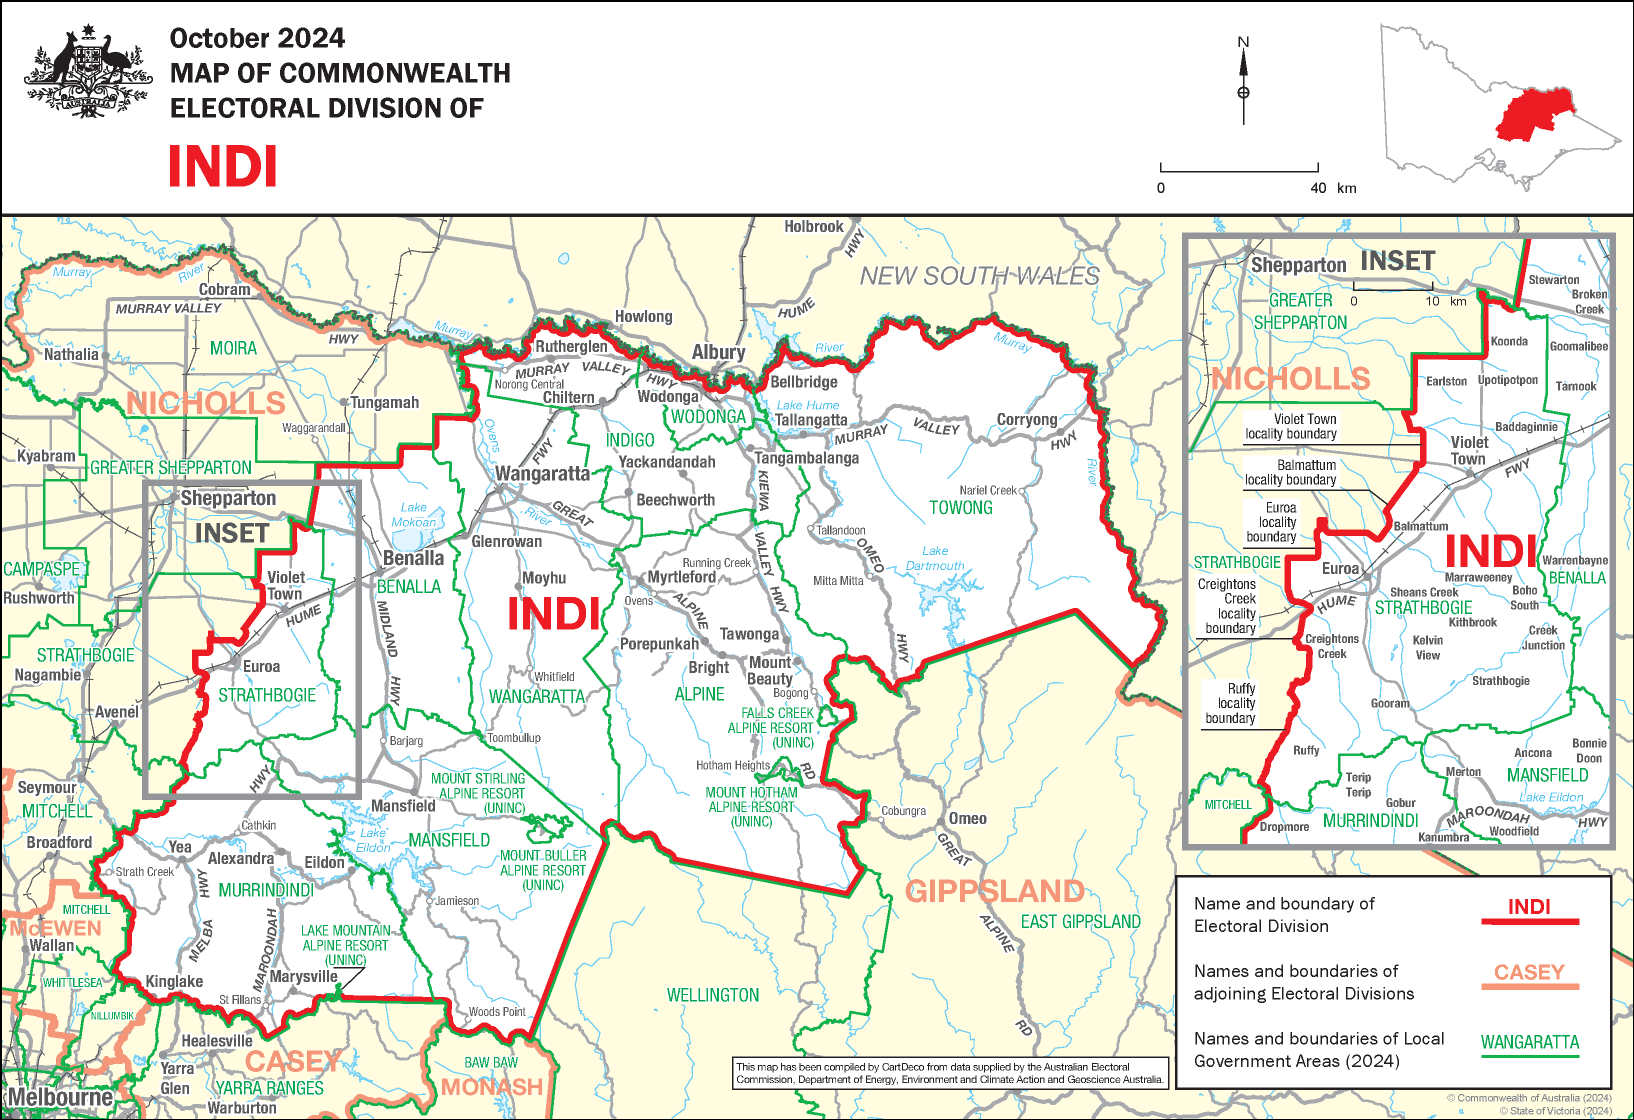 October 2024
MAP OF COMMONWEALTH
ELECTORAL DIVISION OF
INDI
AUSTRALIA
N
0 40 km
Holbrook
HWY
NEW SOUTH WALES
HUME
Murray
River
Cobram
MURRAY VALLEY
HWY
MOIRA
Nathalia
NICHOLLS
Tungamah
Waggarandall
Kyabram
GREATER SHEPPARTON
Shepparton
INSET
CAMPASPE
Rushworth
STRATHBOGIE
Nagambie
Avenel
Seymour
MITCHELL
Broadford
Murray
Howlong
Rutherglen
MURRAY VALLEY HWY
Norong Central
Chiltern
Albury
Wodonga
WODONGA
Bellbridge
River
Murray
Lake Hume
Tallangatta
MURRAY VALLEY HWY
Corryong
River
Tangambalanga
INDIGO
Yackandandah
Beechworth
KIEWA
VALLEY
HWY
Nariel Creek
TOWONG
Tallandoon
OMEO
HWY
Mitta Mitta
Lake
Dartmouth
Ovens
River
FWY
Wangaratta
GREAT
Lake
Mokoan
Glenrowan
Benalla
BENALLA
Moyhu
INDI
Running Creek
Myrtleford
Ovens
ALPINE
Porepunkah
Tawonga
Bright
Mount
Beauty
Bogong
ALPINE
FALLS CREEK
ALPINE RESORT
(UNINC)
Hotham Heights
RD
MOUNT HOTHAM
ALPINE RESORT
(UNINC)
Violet
Town
HUME
MIDLAND
HWY
Euroa
STRATHBOGIE
Whitfield
WANGARATTA
Barjarg
Toombullup
HWY
MOUNT STIRLING
ALPINE RESORT
(UNINC)
Mansfield
MANSFIELD
Cathkin
Lake
Eildon
MOUNT BULLER
ALPINE RESORT
(UNINC)
Yea
Alexandra
Eildon
Strath Creek
HWY
MURRINDINDI
MELBA
MAROONDAH
Jamieson
LAKE MOUNTAIN
ALPINE RESORT
(UNINC)
Marysville
Kinglake
St Fillans
Woods Point
MITCHELL
McEWEN
Wallan
WHITTLESEA
NILLUMBIK
Healesville
CASEY
Yarra
Glen
YARRA RANGES
Warburton
Melbourne
BAW BAW
MONASH
Cobungra
Omeo
GREAT
ALPINE
RD
GIPPSLAND
EAST GIPPSLAND
WELLINGTON
Shepparton INSET
0 10 km
GREATER
SHEPPARTON
Stewarton
Broken
Creek
Koonda
Goomalibee
NICHOLLS
Earlston
Upotipotpon
Tarnook
Violet Town
locality boundary
Baddaginnie
Violet
Town
FWY
Balmattum
locality boundary
Euroa
locality
boundary
Balmattum
INDI
STRATHBOGIE
Euroa
Warrenbayne
BENALLA
Marraweeney
Creightons
Creek
locality
boundary
HUME
Sheans Creek
Boho
South
STRATHBOGIE
Kithbrook
Creightons
Creek
Kelvin
View
Creek
Junction
Strathbogie
Ruffy
locality
boundary
Gooram
Ruffy
Ancona
Bonnie
Doon
Merton
MANSFIELD
Terip
Terip
Lake Eildon
MITCHELL
Gobur
MURRINDINDI
MAROONDAH
HWY
Dropmore
Kanumbra
Woodfield
Name and boundary of
Electoral Division
INDI
Names and boundaries of
adjoining Electoral Divisions
CASEY
Names and boundaries of Local
Government Areas (2024)
WANGARATTA
This map has been compiled by CartDeco from data supplied by the Australian Electoral
Commission, Department of Energy, Environment and Climate Action and Geoscience Australia.
© Commonwealth of Australia (2024)
© State of Victoria (2024)